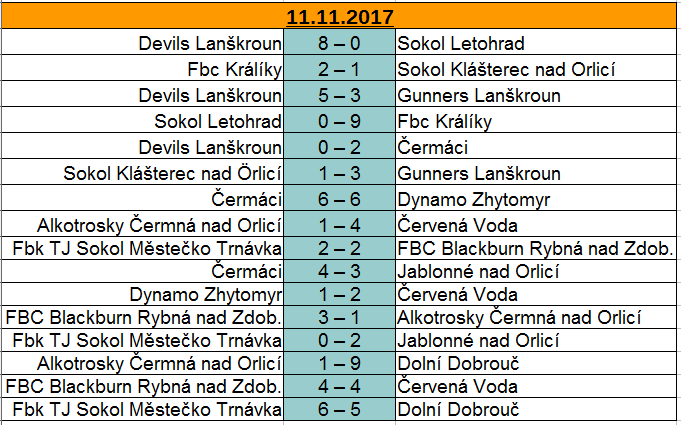 11.11.2017
Devils Lanškroun 8 – 0 Sokol Letohrad
Fbc Králíky 2 – 1 Sokol Klášterec nad Orlicí
Devils Lanškroun 5 – 3 Gunners Lanškroun
Sokol Letohrad 0 – 9 Fbc Králíky
Devils Lanškroun 0 – 2 Čermáci
Sokol Klášterec nad Örlicí 1 – 3 Gunners Lanškroun
Čermáci 6 – 6 Dynamo Zhytomyr
Alkotrosky Čermná nad Orlicí 1 – 4 Červená Voda
Fbk TJ Sokol Městečko Trnávka 2 – 2 FBC Blackburn Rybná nad Zdob.
Čermáci 4 – 3 Jablonné nad Orlicí
Dynamo Zhytomyr 1 – 2 Červená Voda
FBC Blackburn Rybná nad Zdob. 3 – 1 Alkotrosky Čermná nad Orlicí
Fbk TJ Sokol Městečko Trnávka 0 – 2 Jablonné nad Orlicí
Alkotrosky Čermná nad Orlicí 1 – 9 Dolní Dobrouč
FBC Blackburn Rybná nad Zdob. 4 – 4 Červená Voda
Fbk TJ Sokol Městečko Trnávka 6 – 5 Dolní Dobrouč